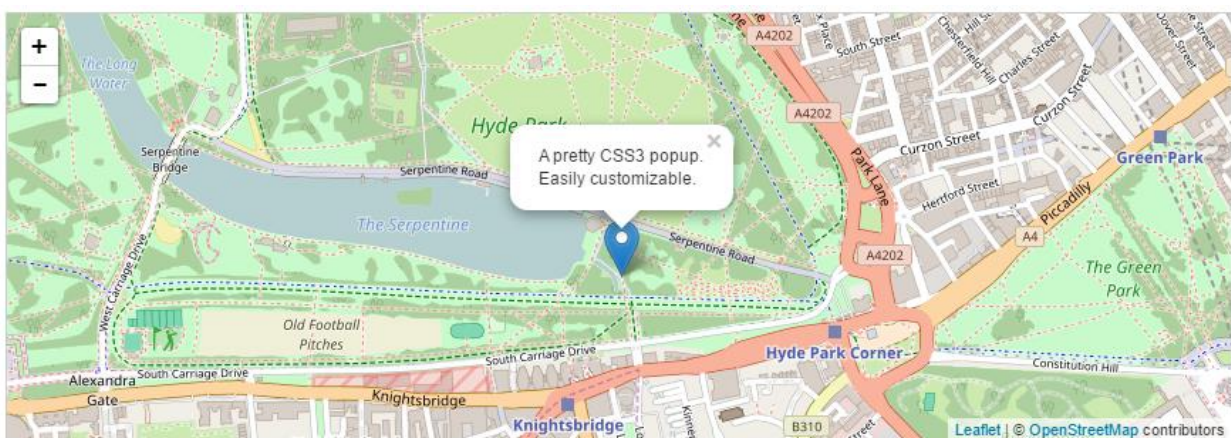 +
−
The Long
Water
Serpentine
Bridge
Hyde Park
A pretty CSS3 popup.
Easily customizable.
×
Serpentine Road
The Serpentine
Serpentine Road
West Carriage Drive
Old Football
Pitches
South Carriage Drive
South Carriage Drive
Alexandra
Gate
Knightsbridge
Knightsbridge
A4202
A4202
A4202
Park Lane
South Street
Chesterfield Hill
Charles Street
Curzon Street
Curzon Street
Hertford Street
Dover Street
Green Park
Piccadilly
A4
The Green
Park
Hyde Park Corner
Constitution Hill
B310
Leaflet | © OpenStreetMap contributors